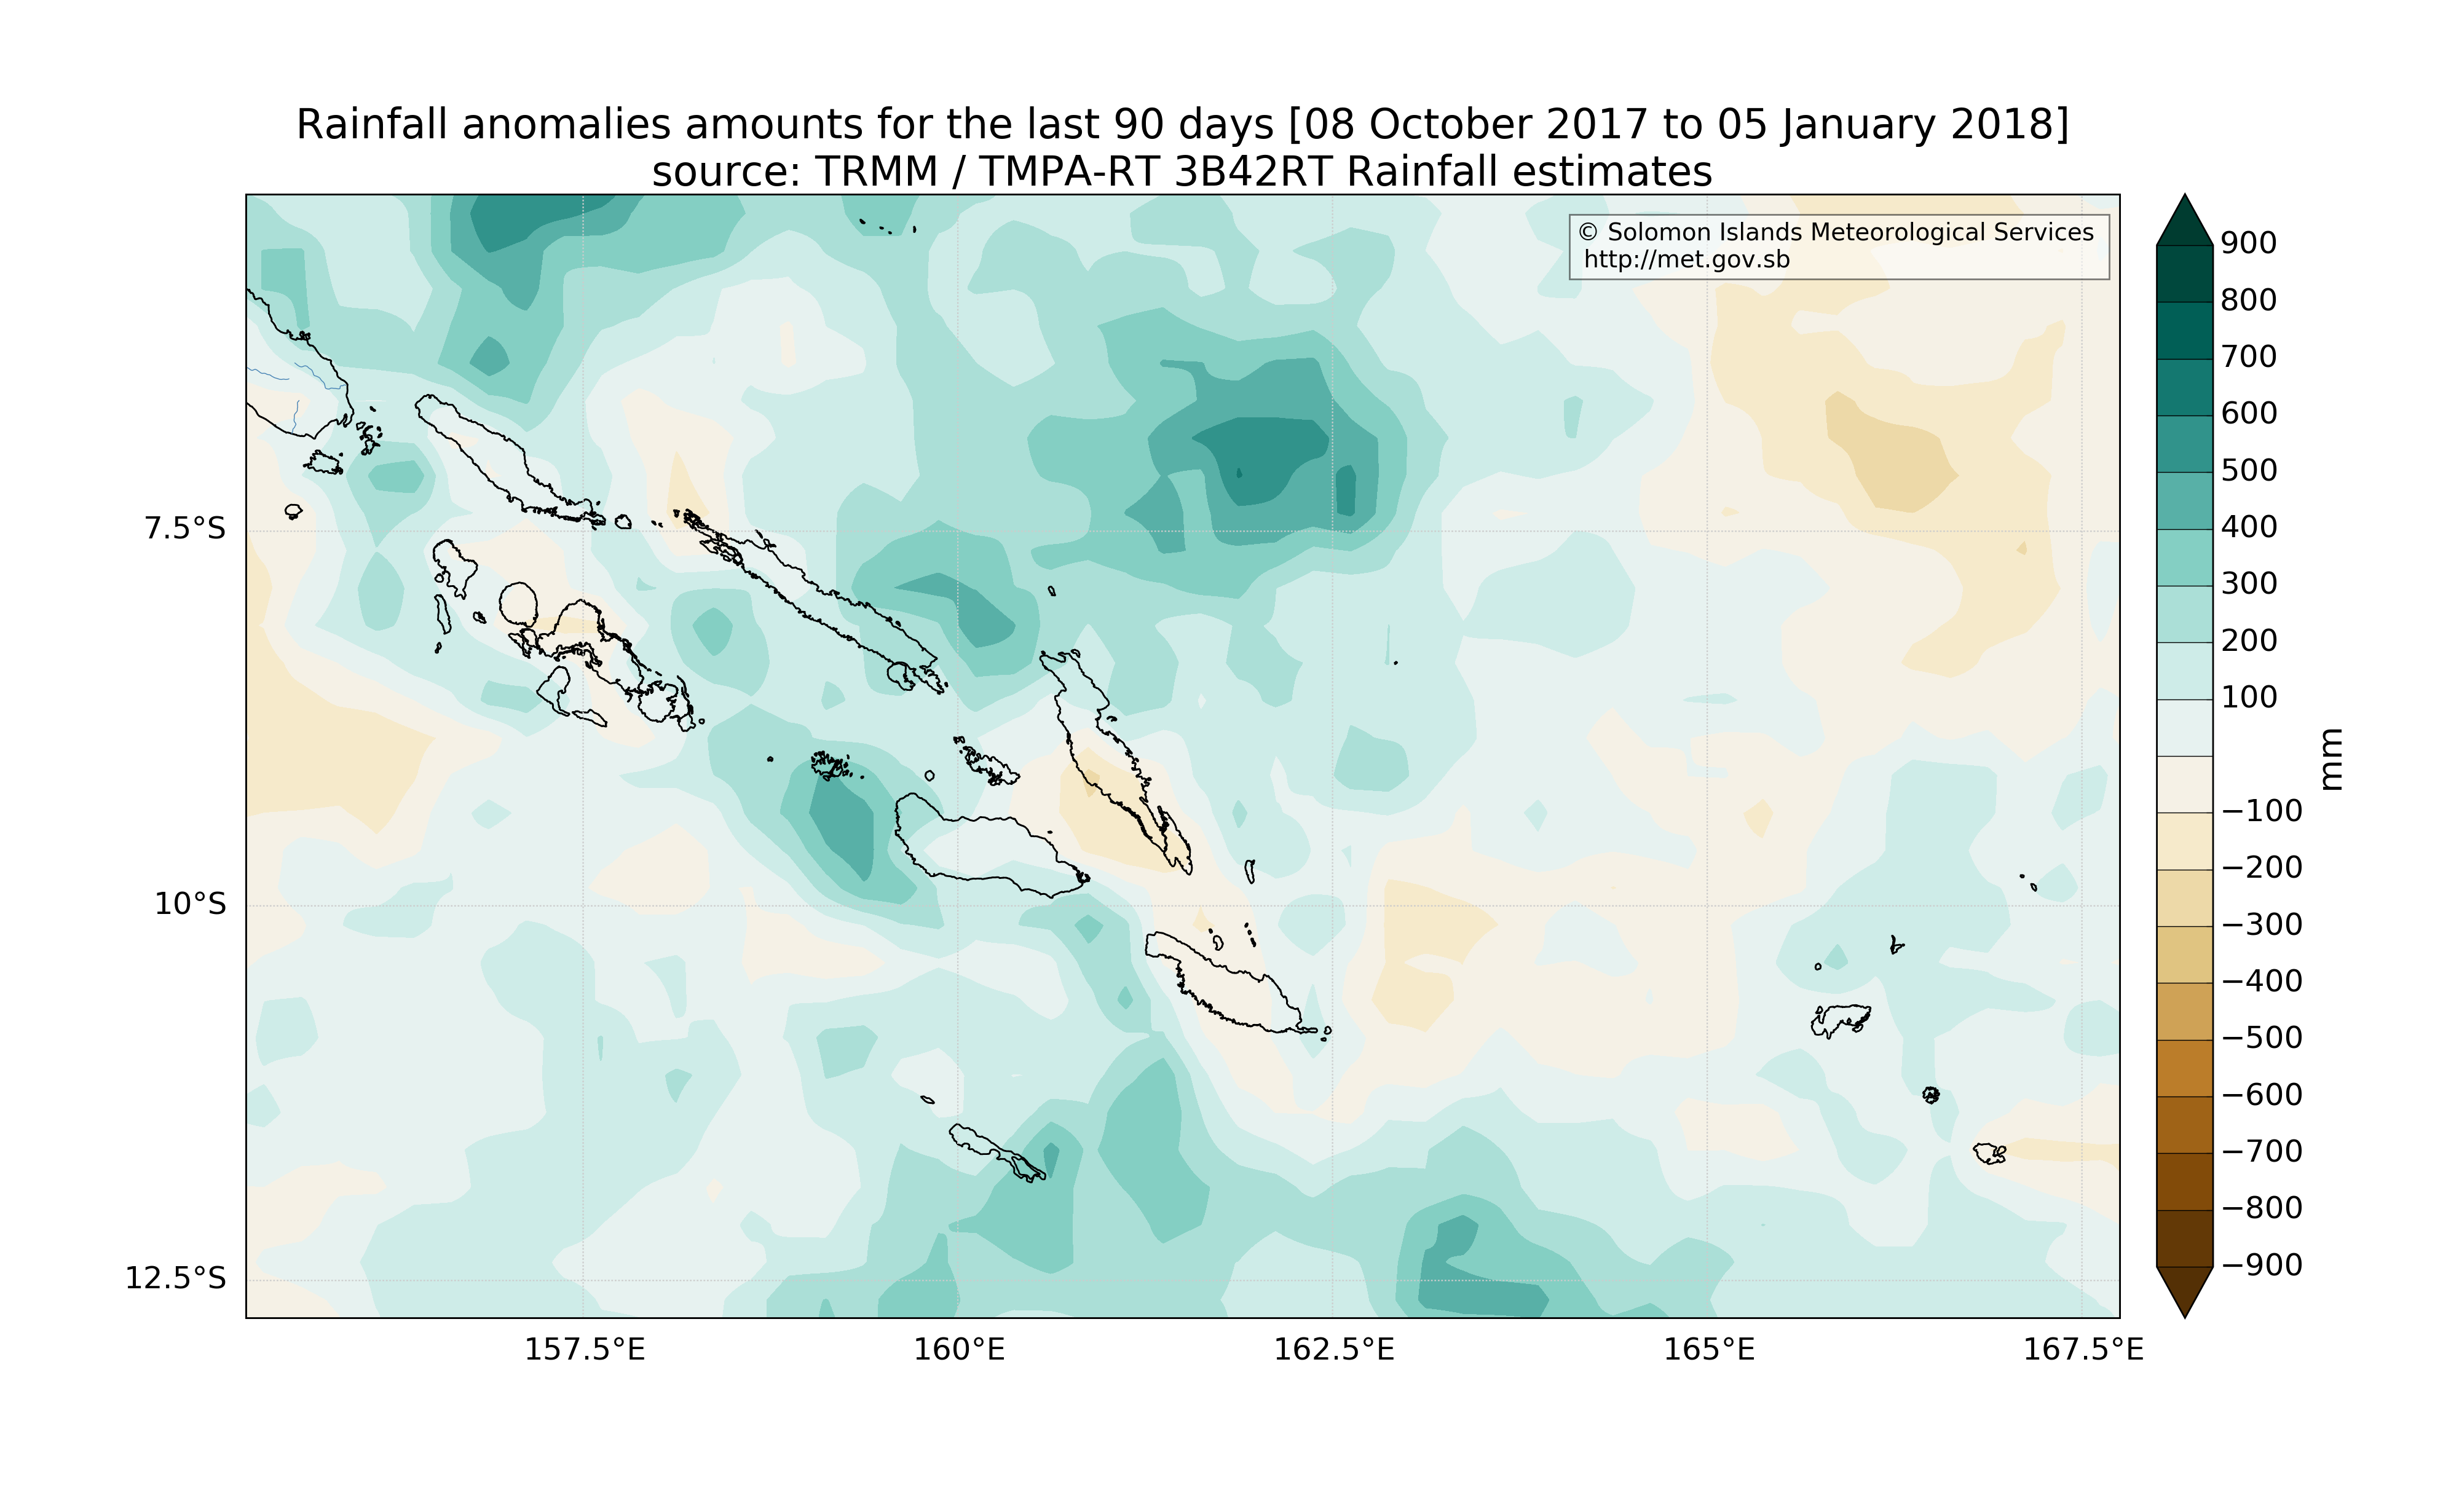 Rainfall anomalies amounts for the last 90 days [08 October 2017 to 05 January 2018]
source: TRMM / TMPA-RT 3B42RT Rainfall estimates
© Solomon Islands Meteorological Services
http://met.gov.sb
7.5°S
10°S
12.5°S
157.5°E
160°E
162.5°E
165°E
167.5°E
900
800
700
600
500
400
300
200
100
−100
−200
−300
−400
−500
−600
−700
−800
−900
mm